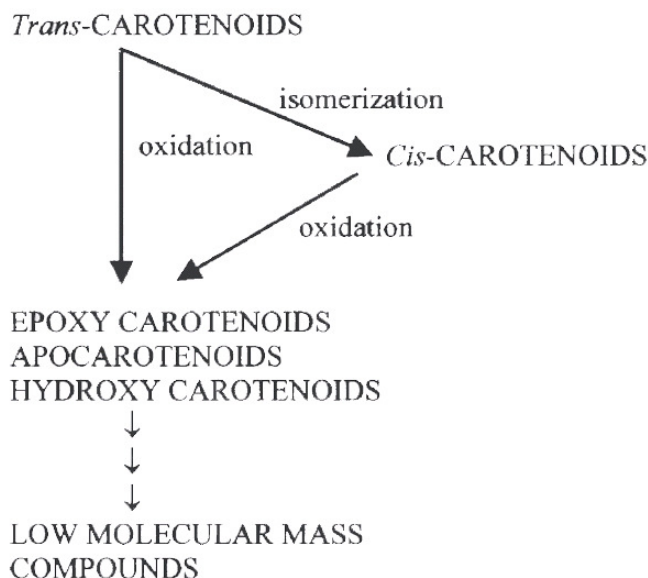 Trans-CAROTENOIDS
isomerization
oxidation
Cis-CAROTENOIDS
oxidation
EPOXY CAROTENOIDS
APOCAROTENOIDS
HYDROXY CAROTENOIDS
LOW MOLECULAR MASS
COMPOUNDS